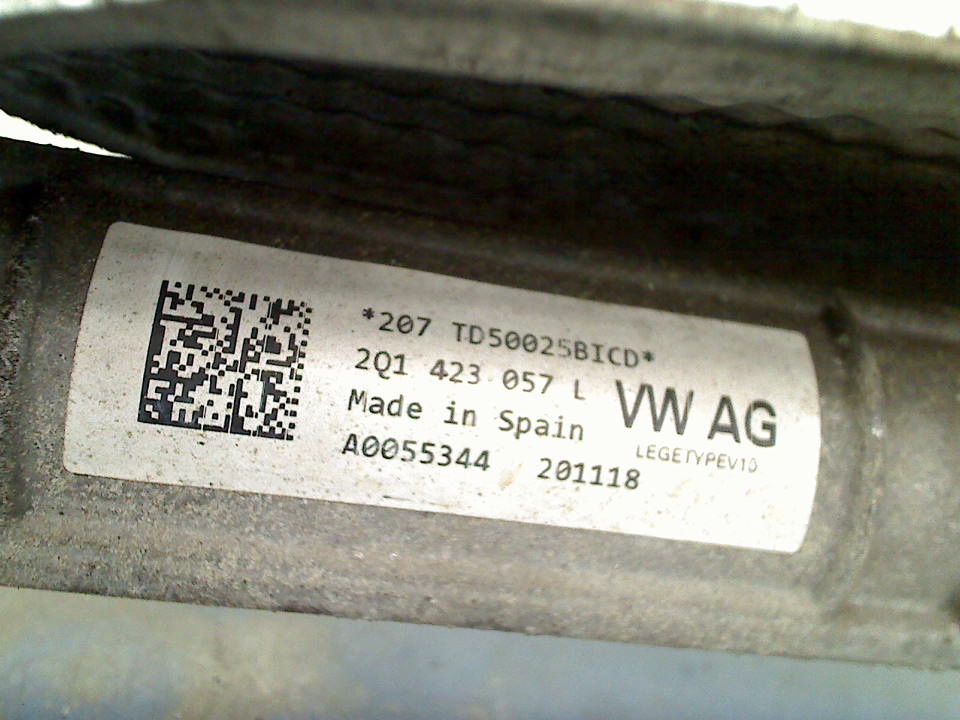 *207 TD50025BICD*
2Q1 423 057 L
Made in Spain
A0055344 201118
VW AG
LEGETYPEV10